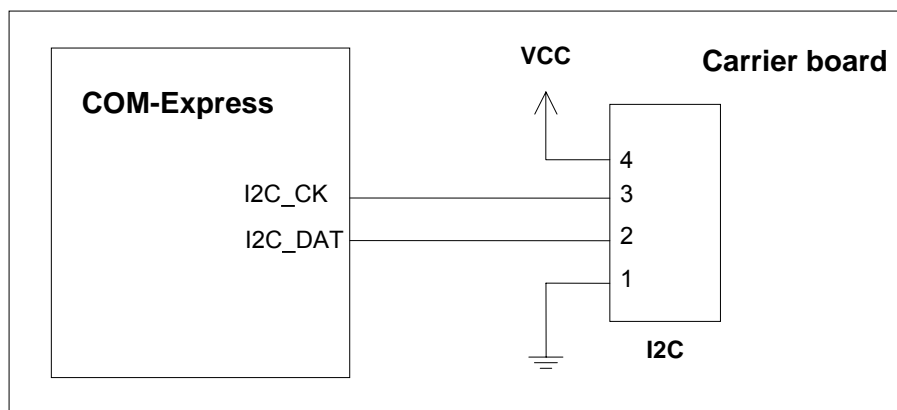 VCC
Carrier board
COM-Express
4
I2C_CK
3
I2C_DAT
2
1
I2C